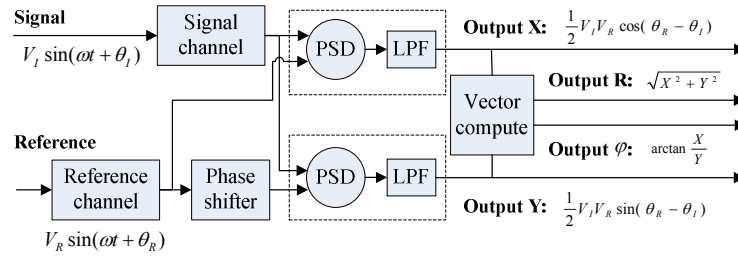 Signal
V_I sin(ωt + θ_I)
Signal
channel
PSD
LPF
Output X: 1/2 V_I V_R cos( θ_R − θ_I)
Output R: √(X² + Y²)
Vector
compute
Output φ: arctan X/Y
Reference
Reference
channel
Phase
shifter
PSD
LPF
Output Y: 1/2 V_I V_R sin( θ_R − θ_I)
V_R sin(ωt + θ_R)